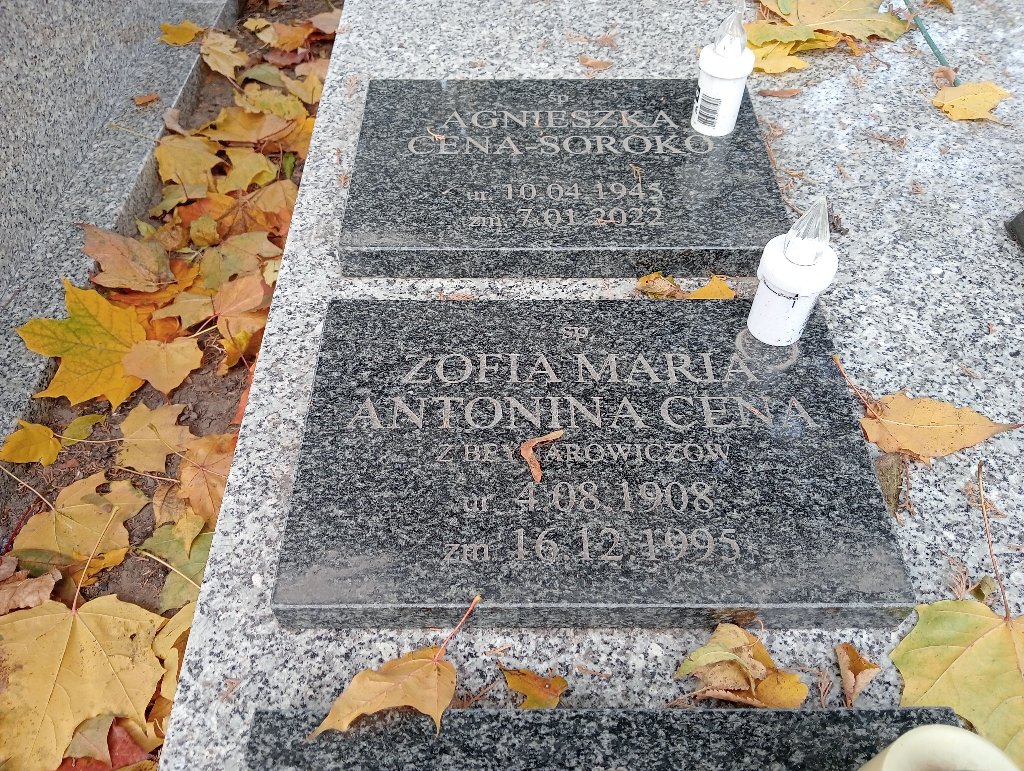 ŚP.
AGNIESZKA
CENA-SOROKO
ur. 10.04.1945
zm. 7.01.2022
ŚP.
ZOFIA MARIA
ANTONINA CENA
Z
ur. 4.08.1908
zm. 16.12.1995